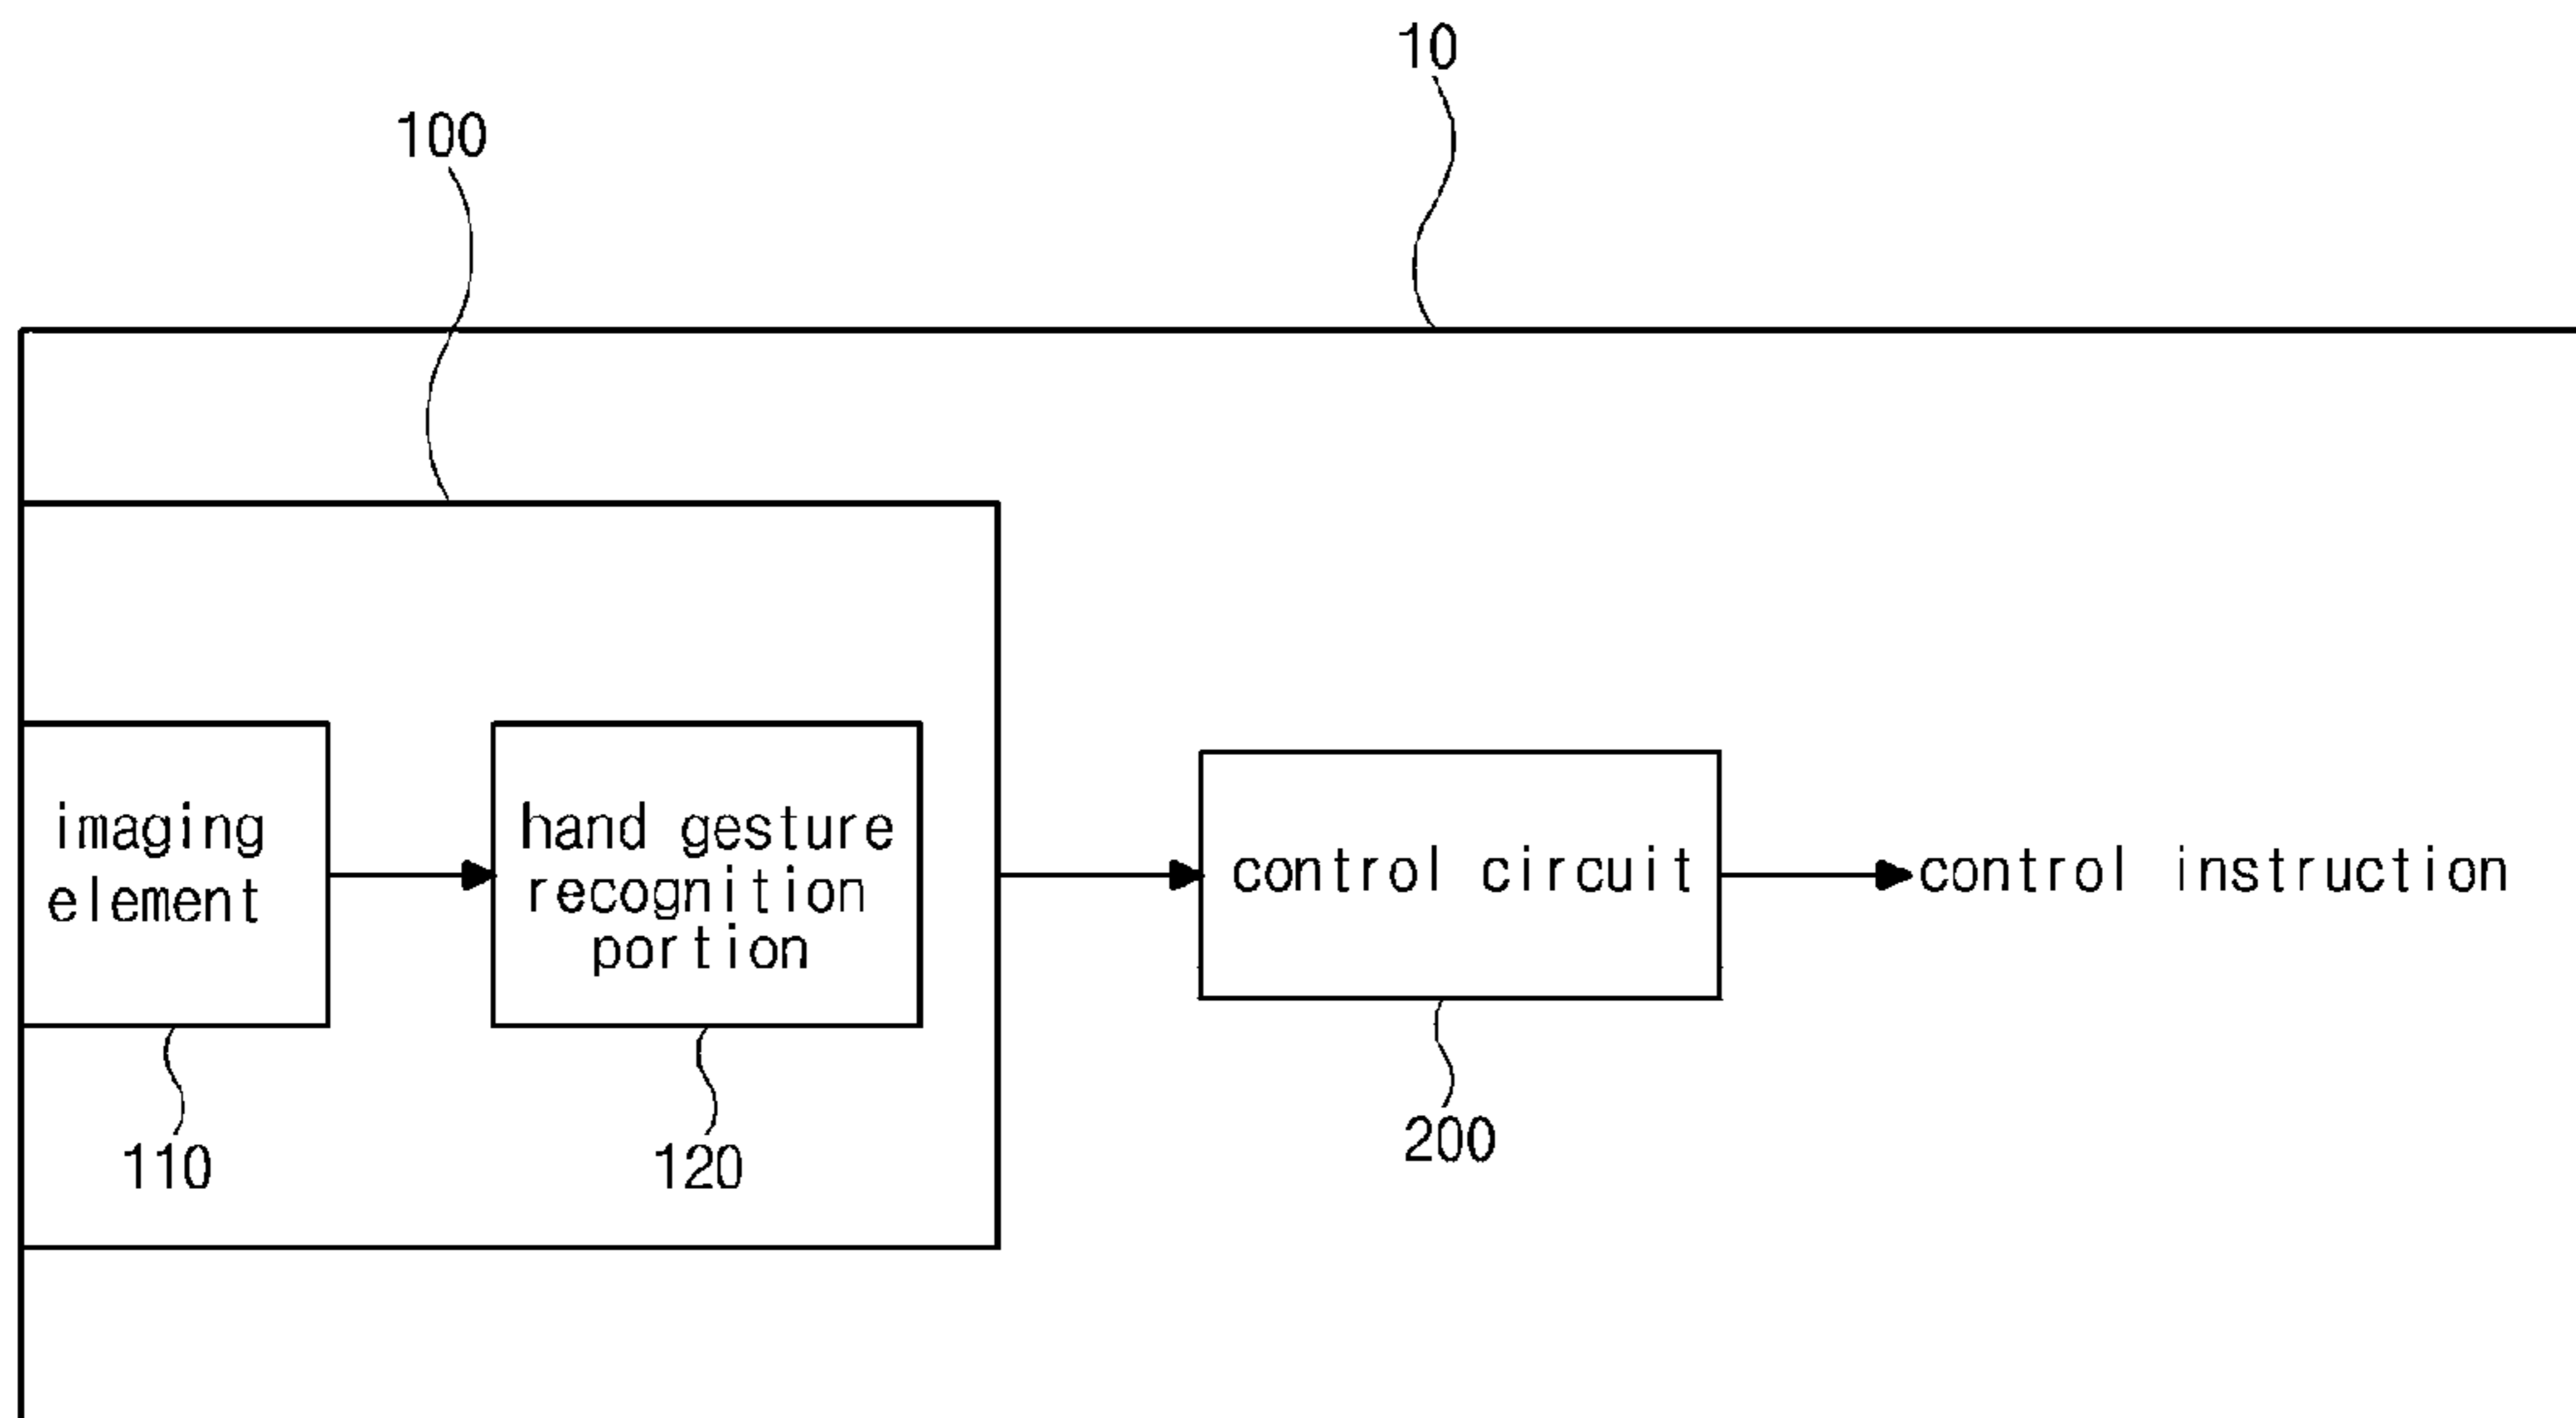 10
100
imaging
element
hand gesture
recognition
portion
control circuit
control instruction
110
120
200